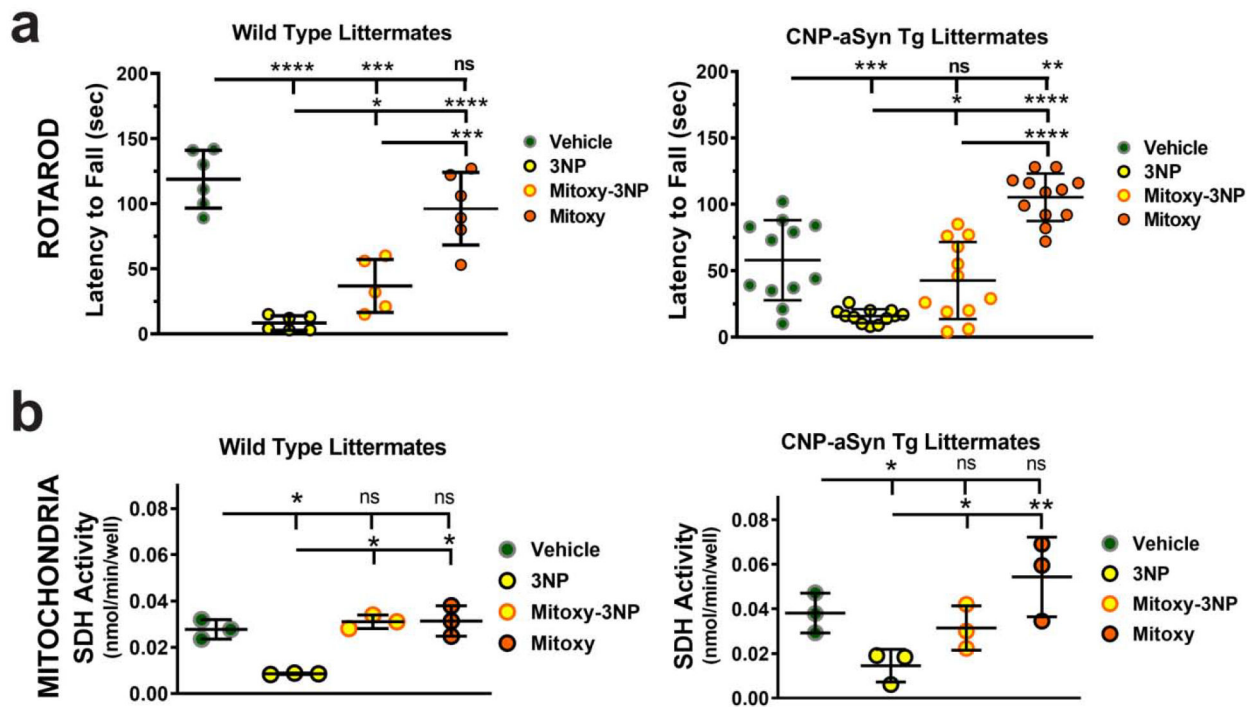 a
ROTAROD
Wild Type Littermates
**** *** ns
* ****
***
Latency to Fall (sec)
200
150
100
50
0
Vehicle
3NP
Mitoxy-3NP
Mitoxy
CNP-aSyn Tg Littermates
*** ns **
* ****
****
Latency to Fall (sec)
200
150
100
50
0
Vehicle
3NP
Mitoxy-3NP
Mitoxy
b
MITOCHONDRIA
Wild Type Littermates
* ns ns
* *
SDH Activity
(nmol/min/well)
0.08
0.06
0.04
0.02
0.00
Vehicle
3NP
Mitoxy-3NP
Mitoxy
CNP-aSyn Tg Littermates
* ns ns
* **
SDH Activity
(nmol/min/well)
0.08
0.06
0.04
0.02
0.00
Vehicle
3NP
Mitoxy-3NP
Mitoxy